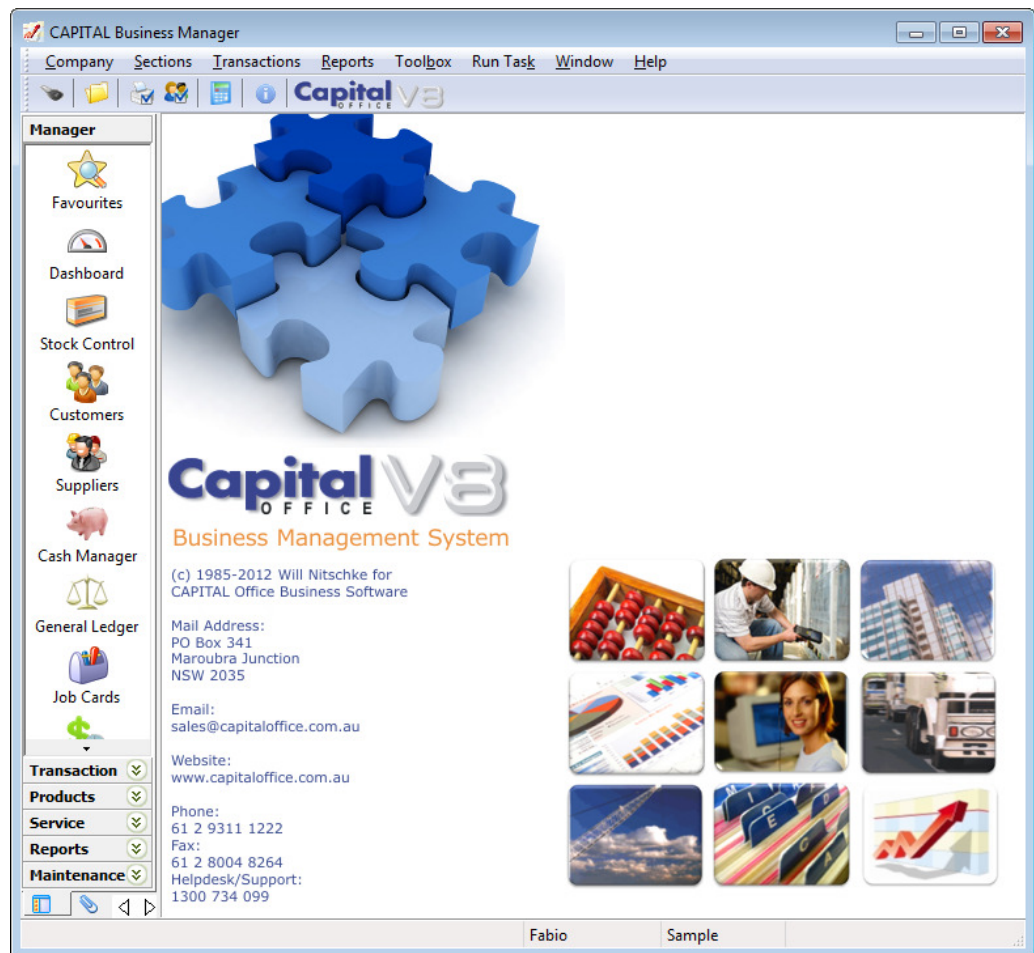 CAPITAL Business Manager
Company Sections Transactions Reports Toolbox Run Task Window Help
Capital OFFICE V8
Manager
Favourites
Dashboard
Stock Control
Customers
Suppliers
Cash Manager
General Ledger
Job Cards
Transaction
Products
Service
Reports
Maintenance
Capital V8
OFFICE
Business Management System
(c) 1985-2012 Will Nitschke for
CAPITAL Office Business Software
Mail Address:
PO Box 341
Maroubra Junction
NSW 2035
Email:
sales@capitaloffice.com.au
Website:
www.capitaloffice.com.au
Phone:
61 2 9311 1222
Fax:
61 2 8004 8264
Helpdesk/Support:
1300 734 099
M I C E D G A
Fabio Sample